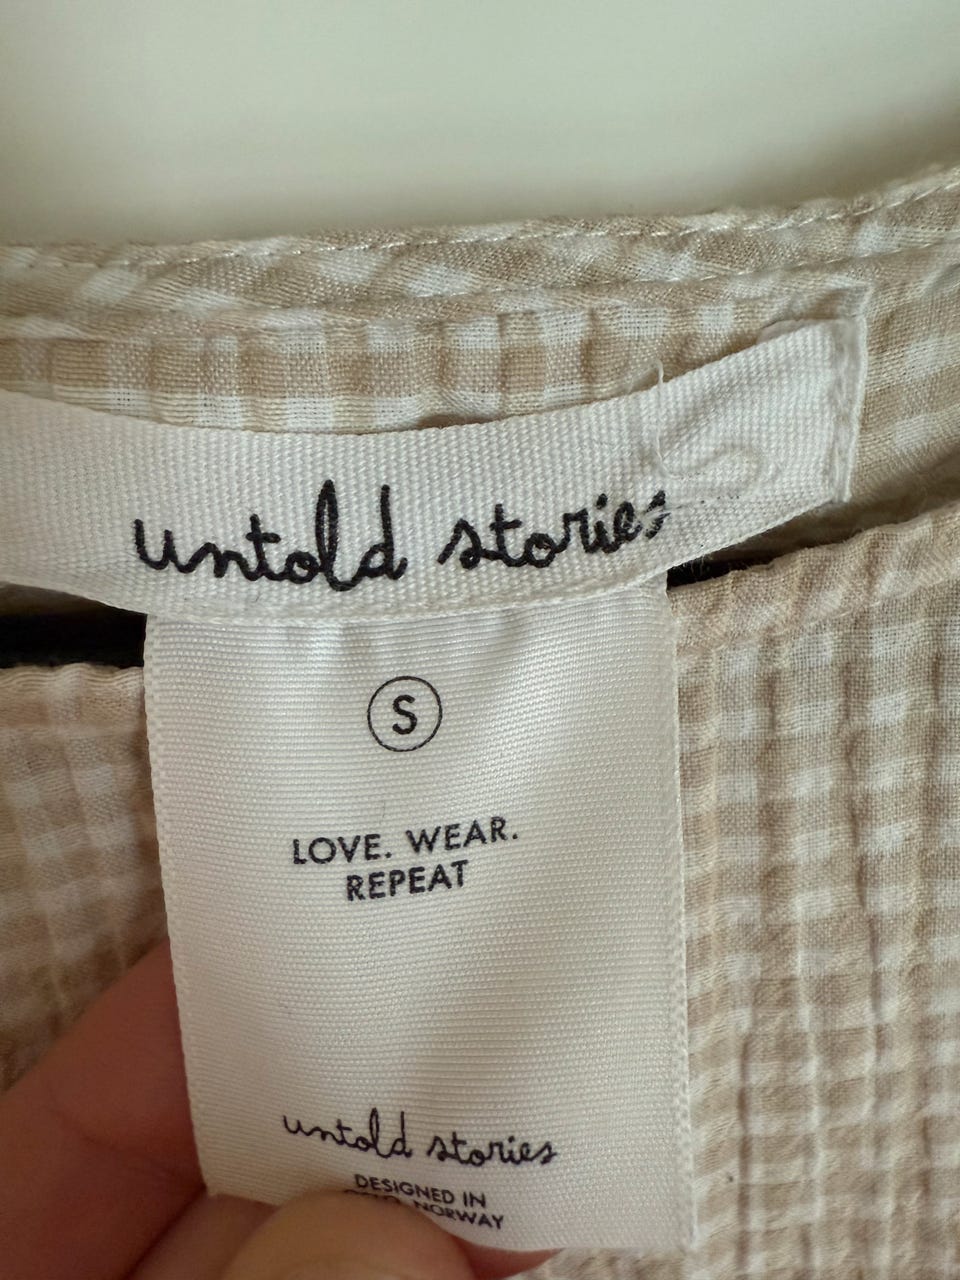 untold stories
S
LOVE. WEAR.
REPEAT
untold stories
DESIGNED IN
NORWAY